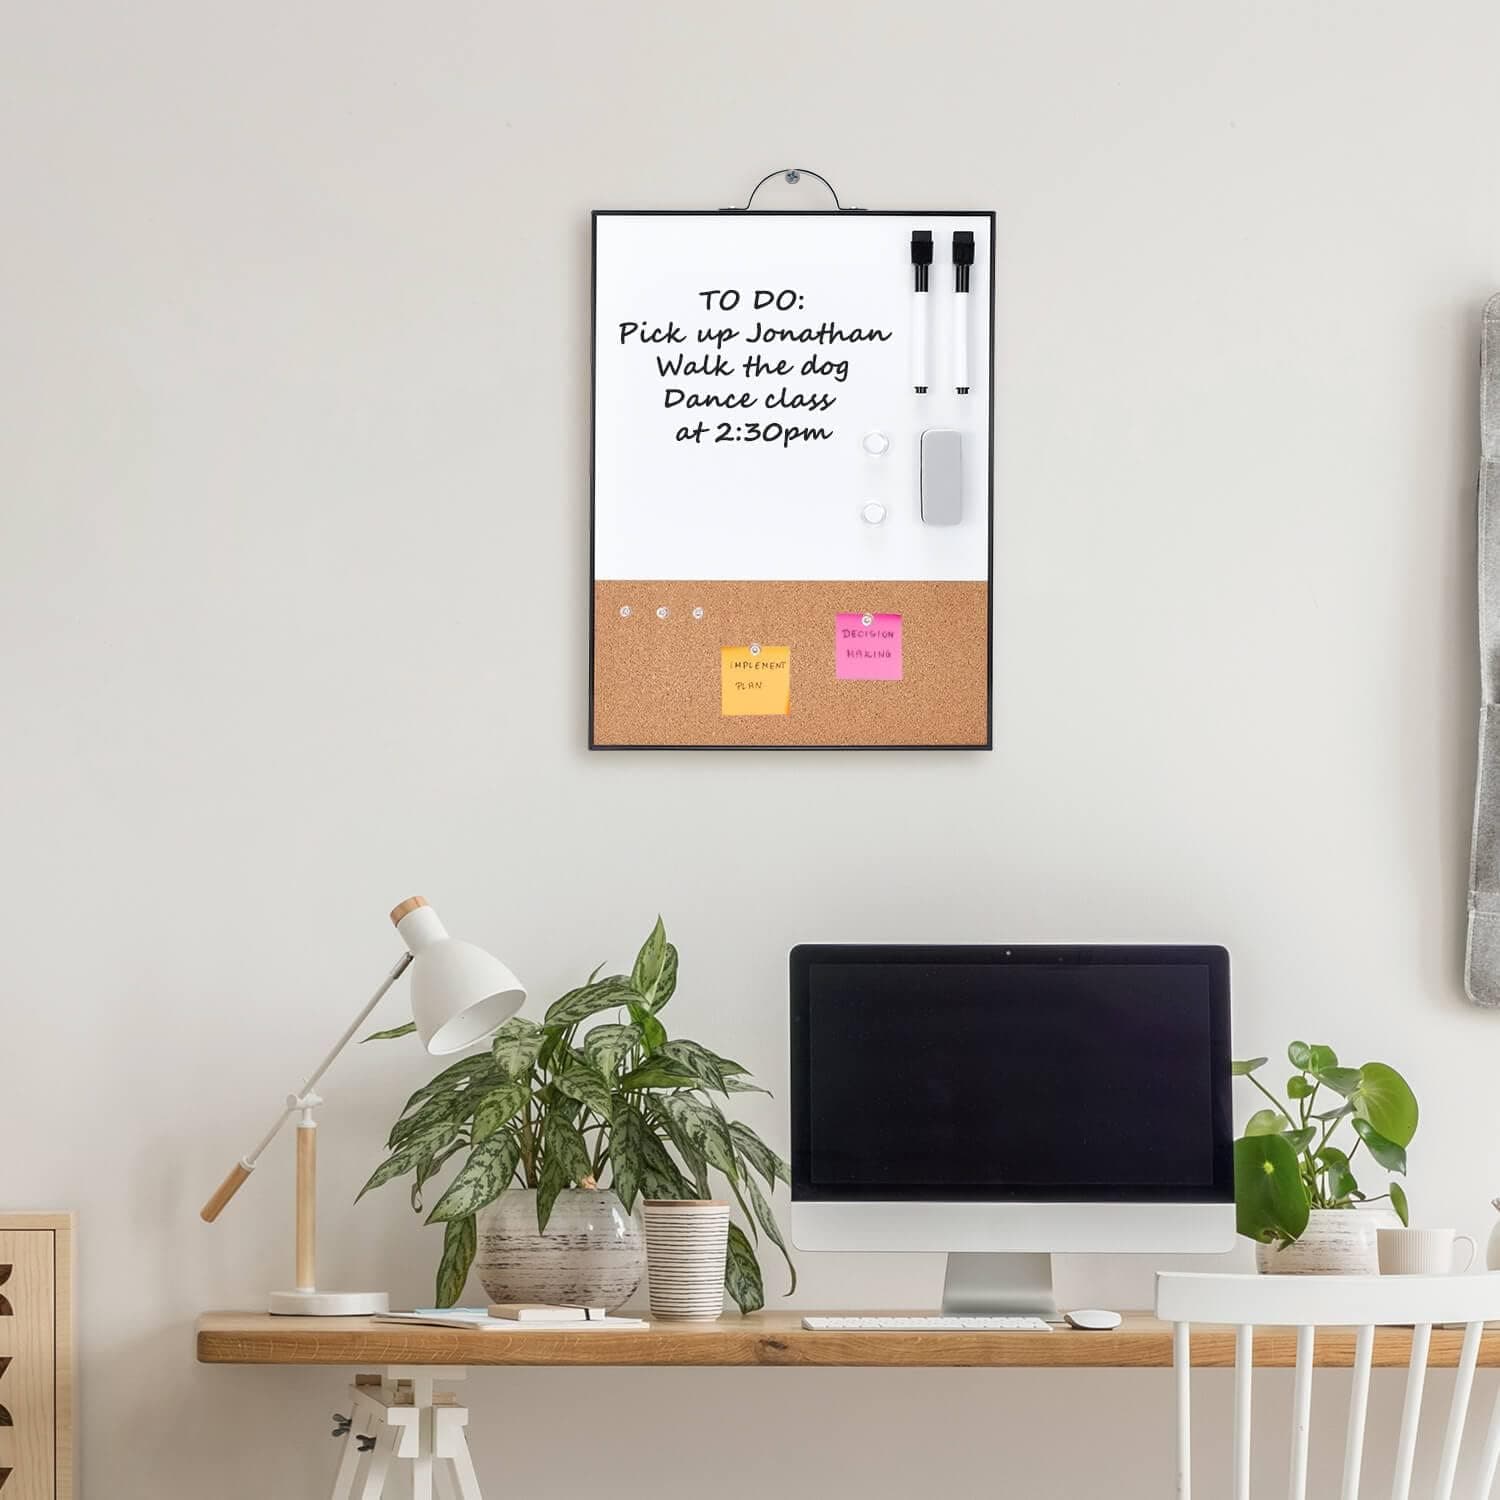 TO DO:
Pick up Jonathan
Walk the dog
Dance class
at 2:30pm
IMPLEMENT
PLAN
DECISION
MAKING